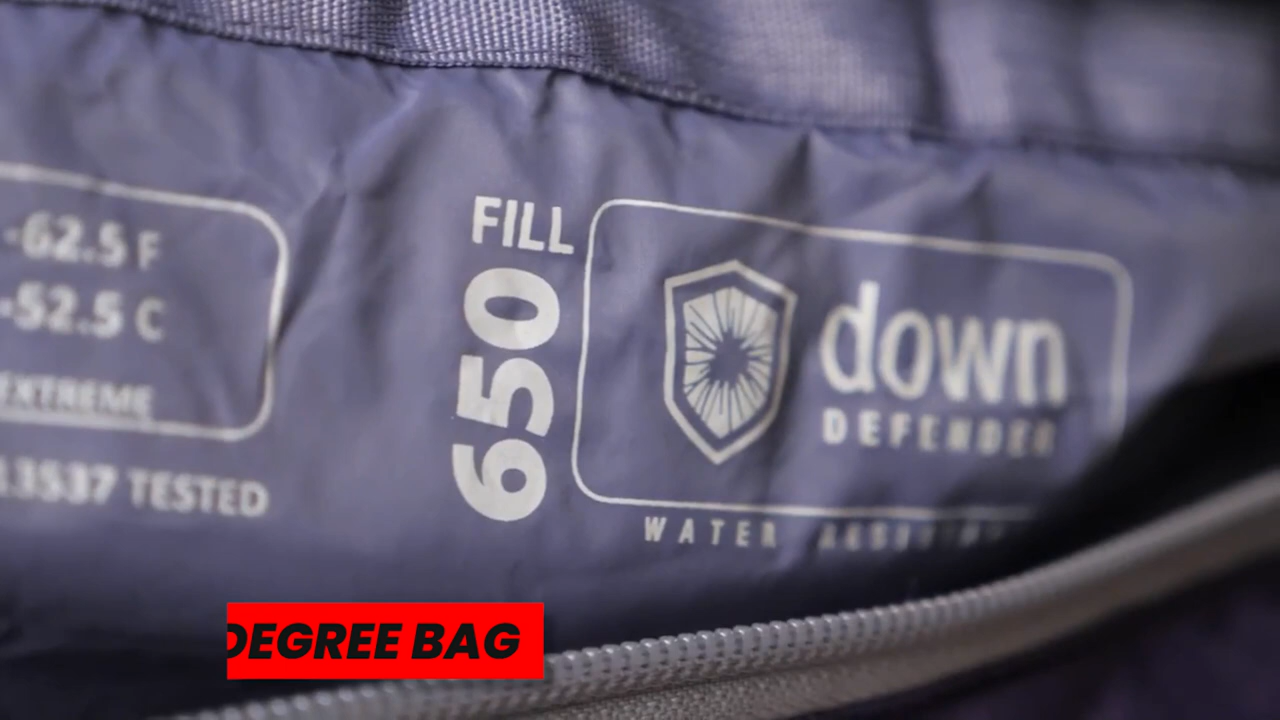 -62.5 F
-52.5 C
EXTREME
13537 TESTED
FILL
650
down
DEFENDER
WATER
DEGREE BAG